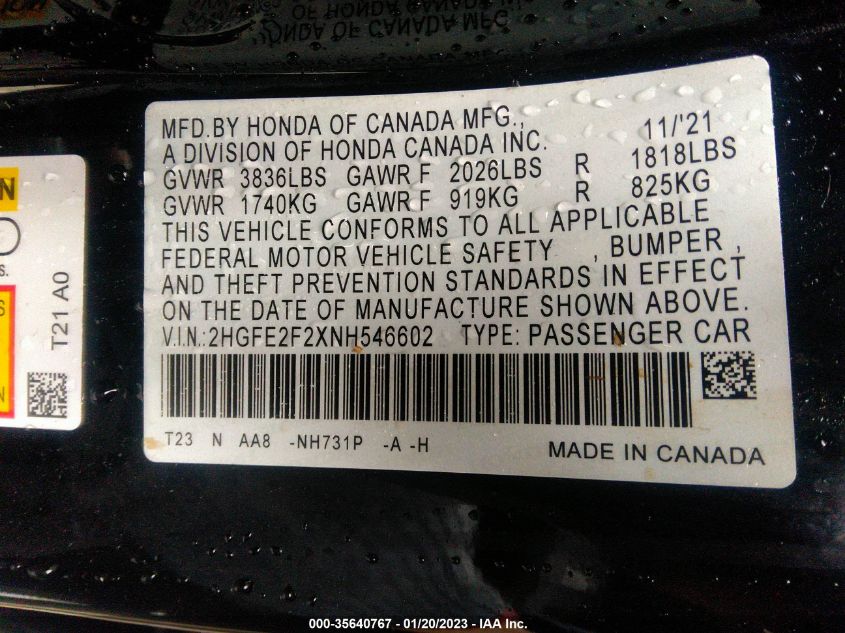 MFD.BY HONDA OF CANADA MFG., 11/'21
A DIVISION OF HONDA CANADA INC.
GVWR 3836LBS GAWR F 2026LBS R 1818LBS
GVWR 1740KG GAWR F 919KG R 825KG
THIS VEHICLE CONFORMS TO ALL APPLICABLE
FEDERAL MOTOR VEHICLE SAFETY , BUMPER ,
AND THEFT PREVENTION STANDARDS IN EFFECT
ON THE DATE OF MANUFACTURE SHOWN ABOVE.
V.I.N.:2HGFE2F2XNH546602 TYPE: PASSENGER CAR
T23 N AA8 -NH731P -A -H
MADE IN CANADA
T21 A0
000-35640767 - 01/20/2023 - IAA Inc.